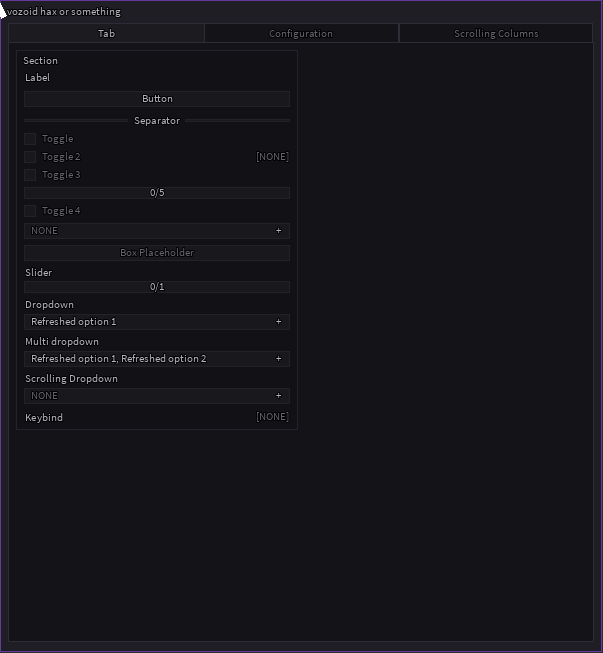 vozoid hax or something
Tab Configuration Scrolling Columns
Section
Label
Button
Separator
Toggle
Toggle 2 [NONE]
Toggle 3
0/5
Toggle 4
NONE +
Box Placeholder
Slider
0/1
Dropdown
Refreshed option 1 +
Multi dropdown
Refreshed option 1, Refreshed option 2 +
Scrolling Dropdown
NONE +
Keybind [NONE]